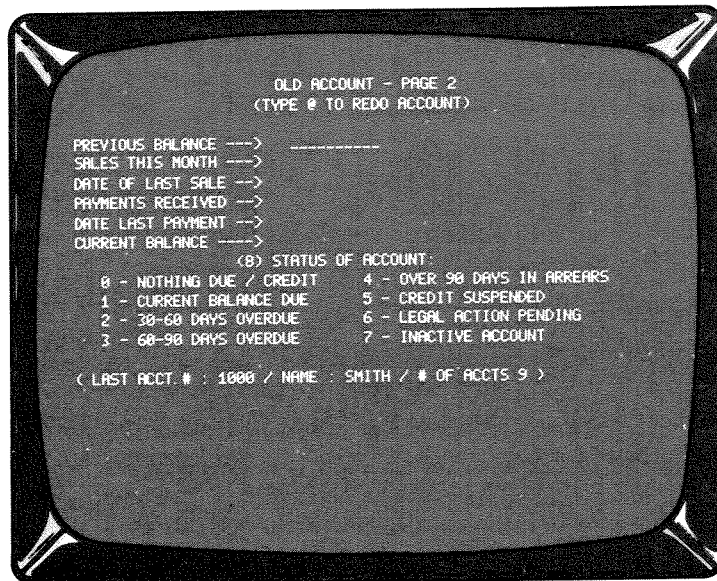 OLD ACCOUNT - PAGE 2
(TYPE @ TO REDO ACCOUNT)
PREVIOUS BALANCE ---> __________
SALES THIS MONTH --->
DATE OF LAST SALE -->
PAYMENTS RECEIVED -->
DATE LAST PAYMENT -->
CURRENT BALANCE ---->
(B) STATUS OF ACCOUNT:
0 - NOTHING DUE / CREDIT 4 - OVER 90 DAYS IN ARREARS
1 - CURRENT BALANCE DUE 5 - CREDIT SUSPENDED
2 - 30-60 DAYS OVERDUE 6 - LEGAL ACTION PENDING
3 - 60-90 DAYS OVERDUE 7 - INACTIVE ACCOUNT
( LAST ACCT.# : 1000 / NAME : SMITH / # OF ACCTS 9 )